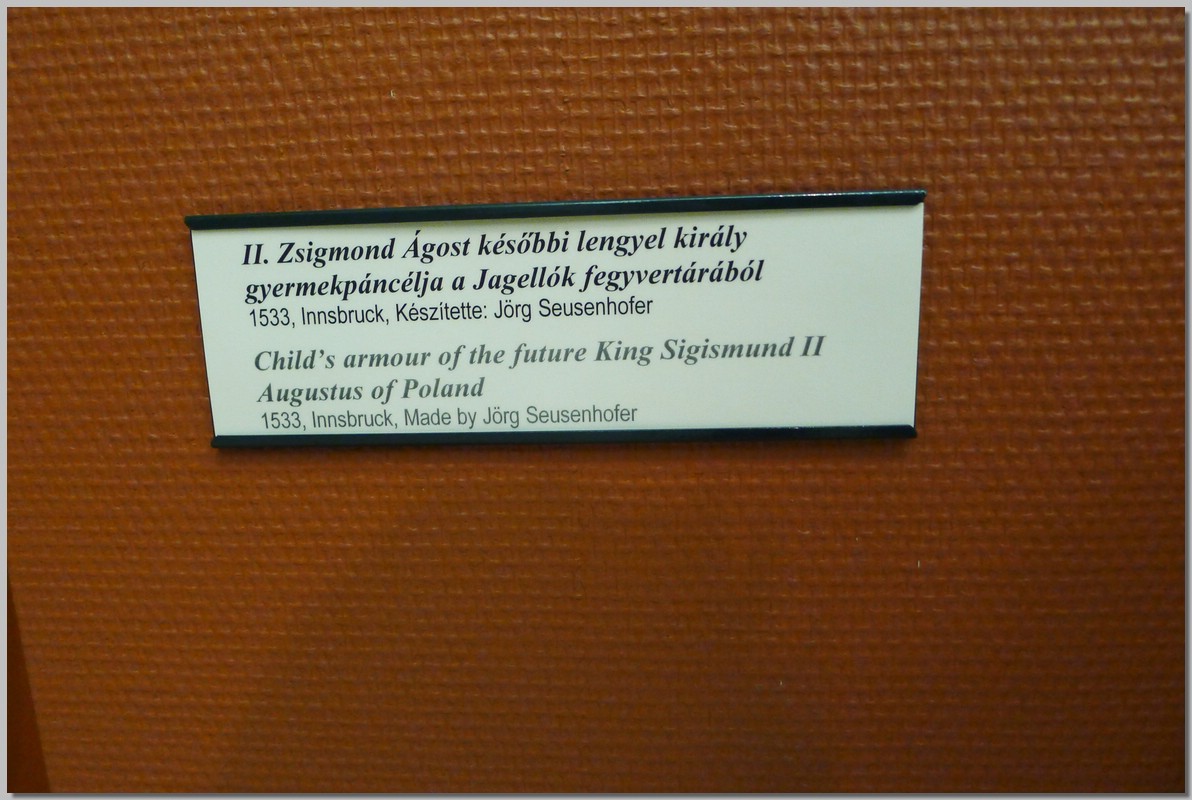 II. Zsigmond Ágost későbbi lengyel király
gyermekpáncélja a Jagellók fegyvertárából
1533, Innsbruck, Készítette: Jörg Seusenhofer
Child's armour of the future King Sigismund II
Augustus of Poland
1533, Innsbruck, Made by Jörg Seusenhofer